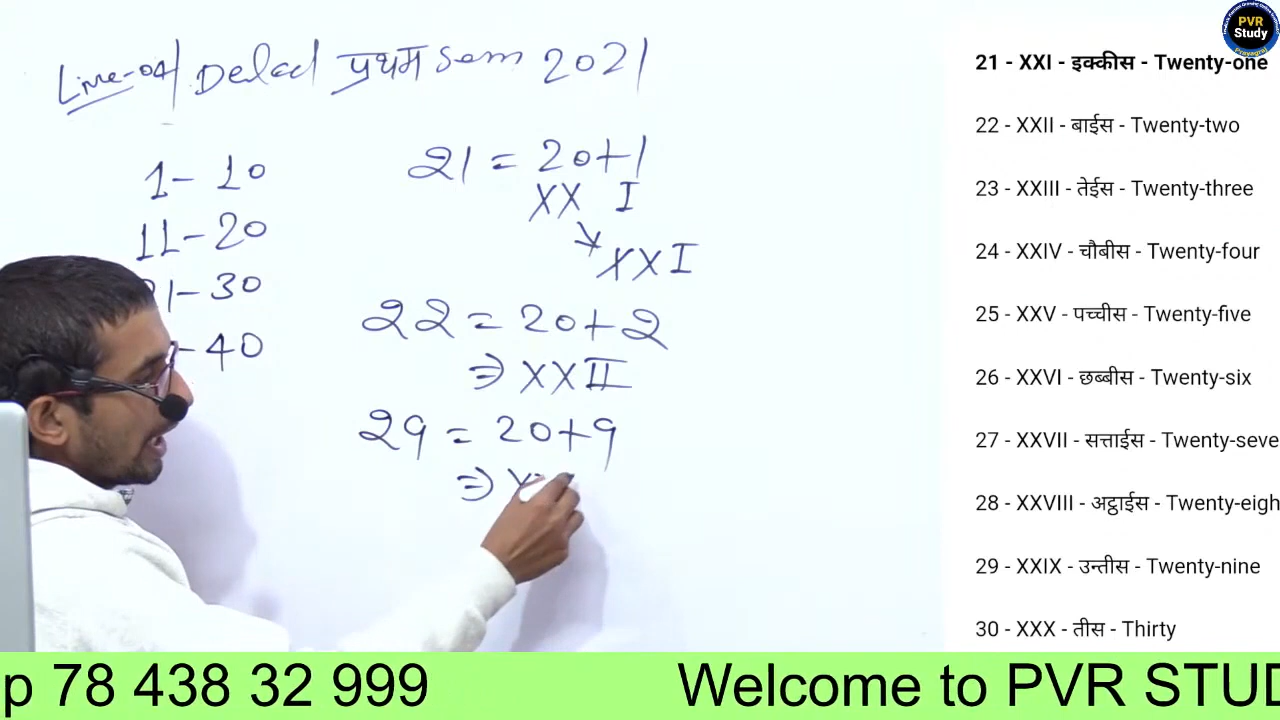 Live-04/ Deled प्रथम Sem 2021
1-10
11-20
21-30
-40
21 = 20+1
XX I
XXI
22 = 20+2
⇒ XXII
29 = 20+9
⇒ XX
PVR
Study
Prayagraj
21 - XXI - इक्कीस - Twenty-one
22 - XXII - बाईस - Twenty-two
23 - XXIII - तेईस - Twenty-three
24 - XXIV - चौबीस - Twenty-four
25 - XXV - पच्चीस - Twenty-five
26 - XXVI - छब्बीस - Twenty-six
27 - XXVII - सत्ताईस - Twenty-seve
28 - XXVIII - अट्ठाईस - Twenty-eigh
29 - XXIX - उन्तीस - Twenty-nine
30 - XXX - तीस - Thirty
p 78 438 32 999 Welcome to PVR STUD